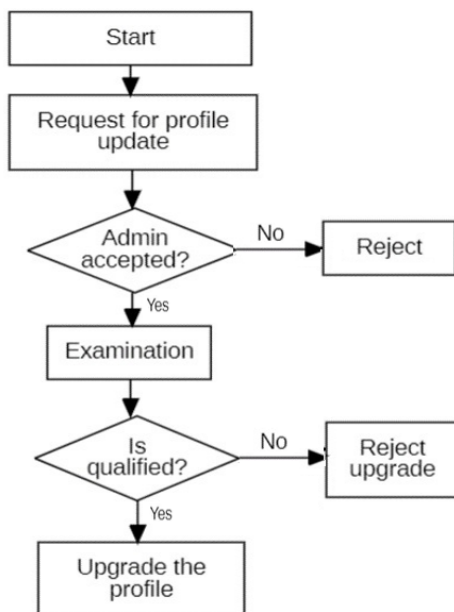 Start
Request for profile
update
Admin
accepted?
No
Reject
Yes
Examination
Is
qualified?
No
Reject
upgrade
Yes
Upgrade the
profile